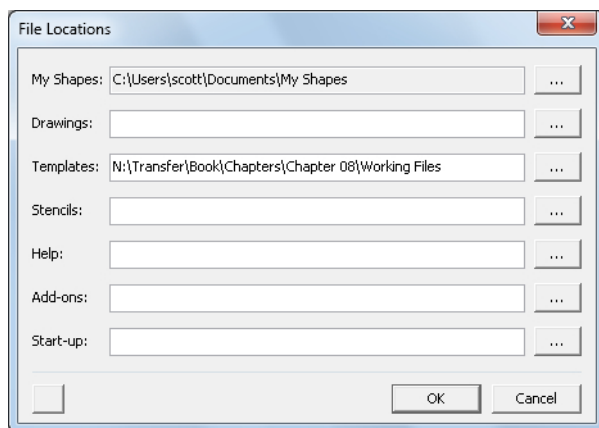 File Locations
My Shapes: C:\Users\scott\Documents\My Shapes ...
Drawings: ...
Templates: N:\Transfer\Book\Chapters\Chapter 08\Working Files ...
Stencils: ...
Help: ...
Add-ons: ...
Start-up: ...
OK Cancel